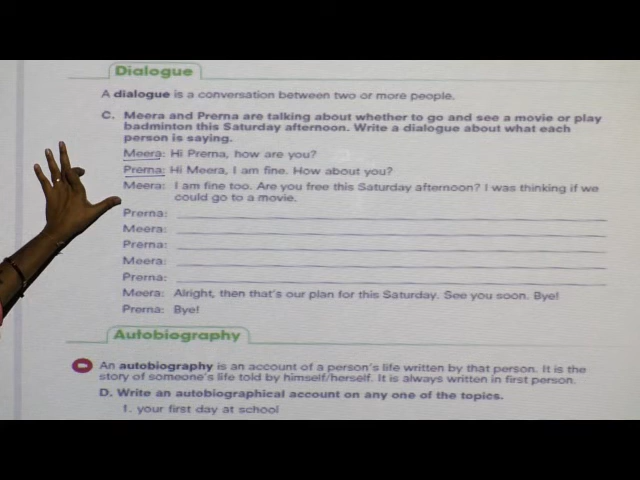 Dialogue
A dialogue is a conversation between two or more people.
C. Meera and Prerna are talking about whether to go and see a movie or play
badminton this Saturday afternoon. Write a dialogue about what each
person is saying.
Meera: Hi Prerna, how are you?
Prerna: Hi Meera, I am fine. How about you?
Meera: I am fine too. Are you free this Saturday afternoon? I was thinking if we
could go to a movie.
Prerna:
Meera:
Prerna:
Meera:
Prerna:
Meera: Alright, then that's our plan for this Saturday. See you soon. Bye!
Prerna: Bye!
Autobiography
An autobiography is an account of a person's life written by that person. It is the
story of someone's life told by himself/herself. It is always written in first person.
D. Write an autobiographical account on any one of the topics.
1. your first day at school